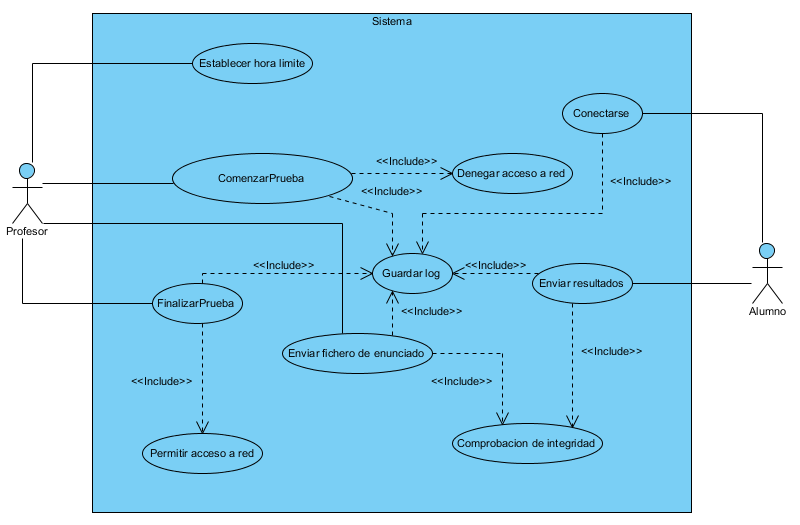 Sistema
Establecer hora limite
Conectarse
<<Include>>
ComenzarPrueba
Denegar acceso a red
<<Include>>
<<Include>>
Profesor
<<Include>>
Guardar log
<<Include>>
FinalizarPrueba
Enviar resultados
Alumno
<<Include>>
Enviar fichero de enunciado
<<Include>>
<<Include>>
<<Include>>
Permitir acceso a red
Comprobacion de integridad